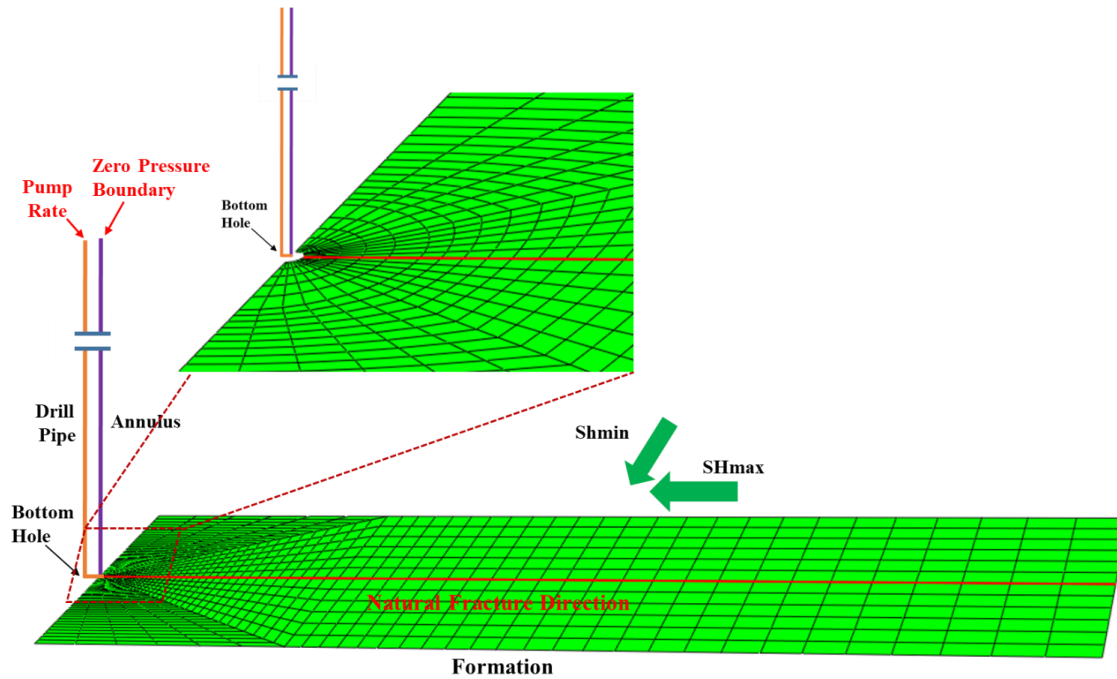 Zero Pressure
Boundary
Pump
Rate
Bottom
Hole
Drill
Pipe
Annulus
Shmin
SHmax
Bottom
Hole
Natural Fracture Direction
Formation